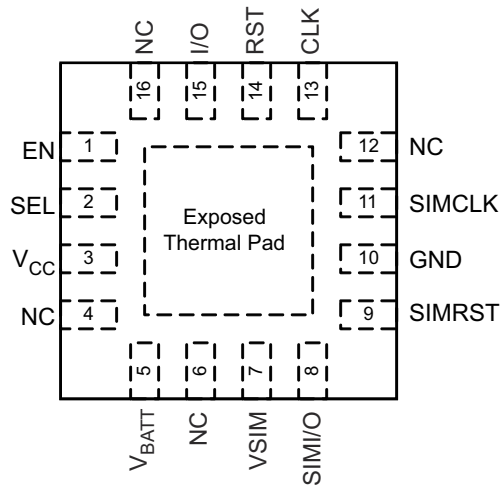 NC I/O RST CLK
16 15 14 13
EN 1 12 NC
SEL 2 11 SIMCLK
Exposed
Thermal Pad
VCC 3 10 GND
NC 4 9 SIMRST
5 6 7 8
VBATT NC VSIM SIMI/O